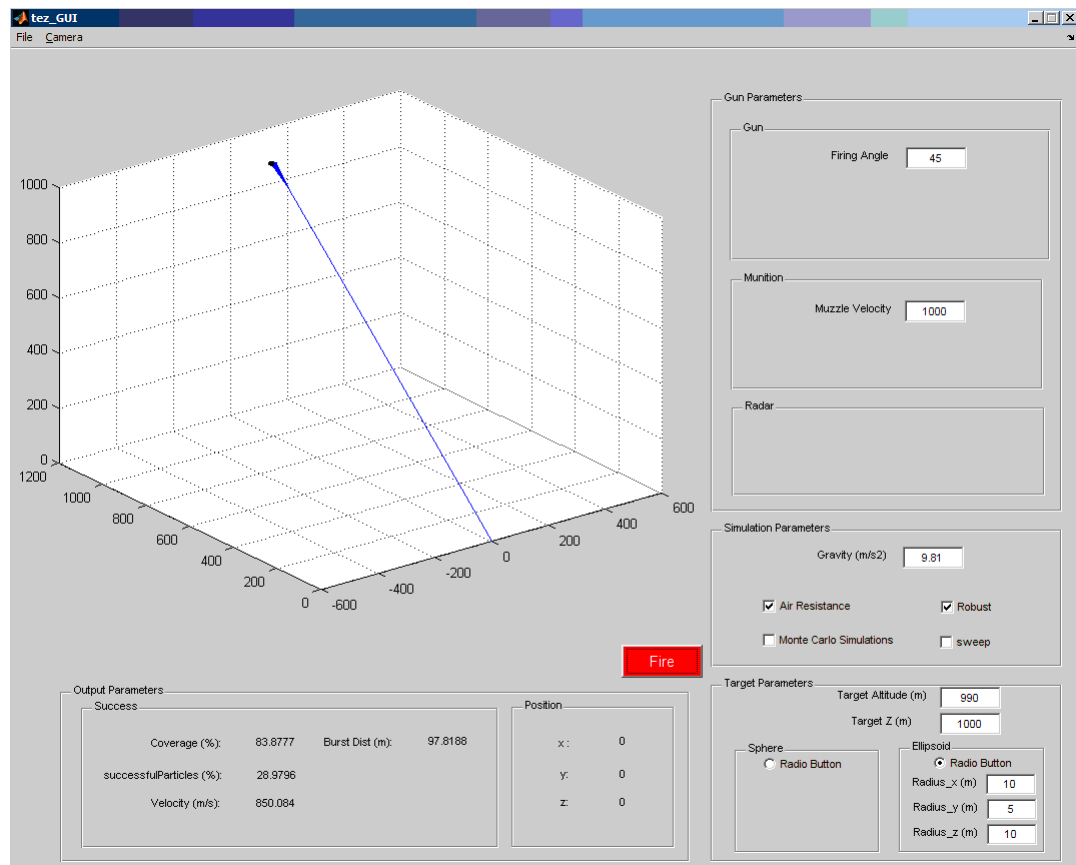 tez_GUI
File Camera
1000
800
600
400
200
0
1200
1000
800
600
400
200
0
-600
-400
-200
0
200
400
600
Gun Parameters
Gun
Firing Angle 45
Munition
Muzzle Velocity 1000
Radar
Simulation Parameters
Gravity (m/s2) 9.81
Air Resistance Robust
Monte Carlo Simulations sweep
Fire
Output Parameters
Success
Coverage (%): 83.8777 Burst Dist (m): 97.8188
successfulParticles (%): 28.9796
Velocity (m/s): 850.084
Position
x : 0
y: 0
z: 0
Target Parameters
Target Altitude (m) 990
Target Z (m) 1000
Sphere
Radio Button
Ellipsoid
Radio Button
Radius_x (m) 10
Radius_y (m) 5
Radius_z (m) 10